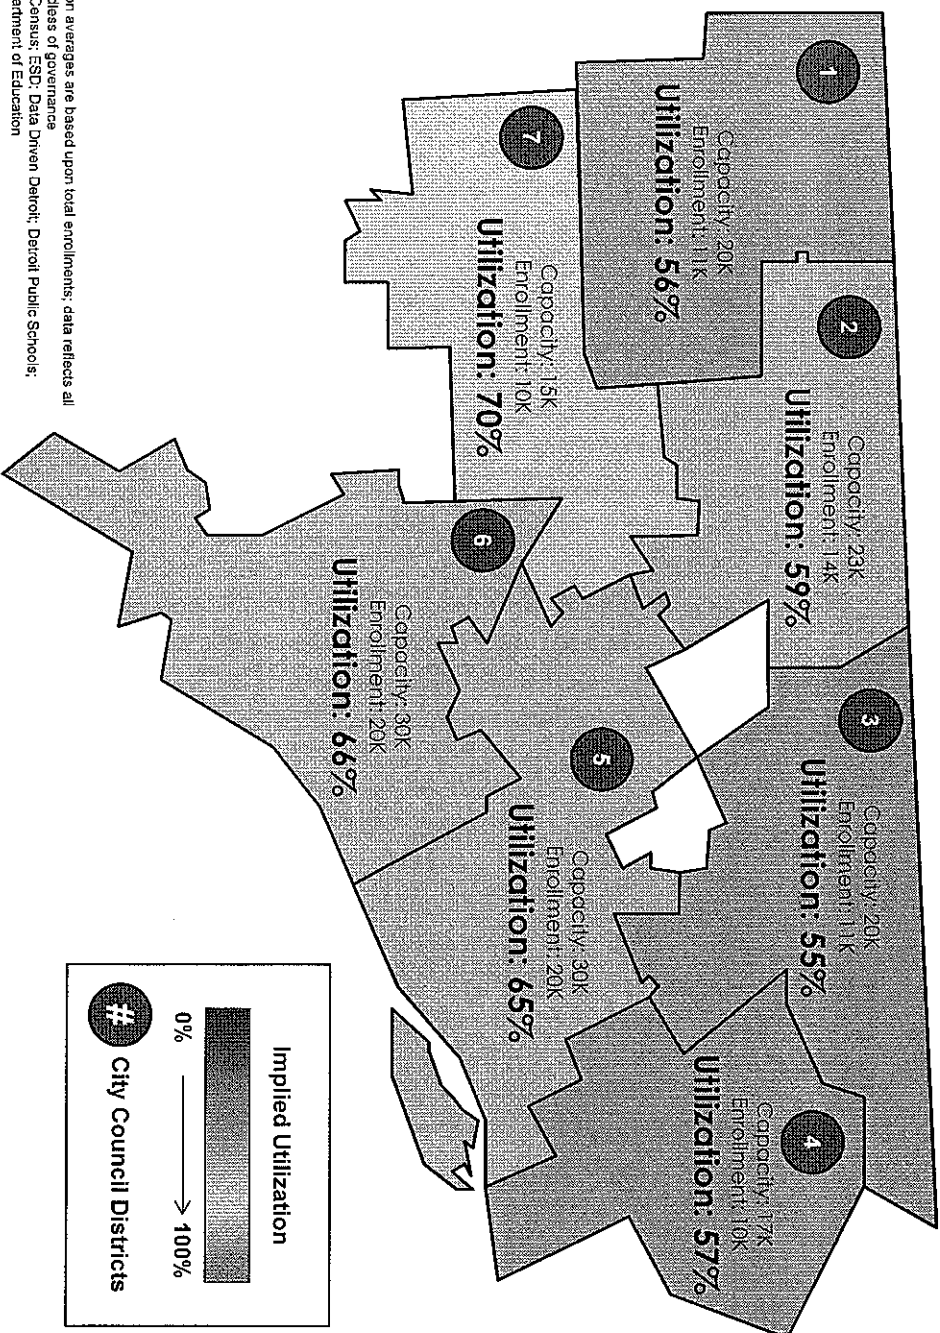 1
Capacity: 20K
Enrollment: 11K
Utilization: 56%
2
Capacity: 23K
Enrollment: 14K
Utilization: 59%
3
Capacity: 20K
Enrollment: 11K
Utilization: 55%
4
Capacity: 17K
Enrollment: 10K
Utilization: 57%
7
Capacity: 15K
Enrollment: 10K
Utilization: 70%
5
Capacity: 30K
Enrollment: 20K
Utilization: 65%
6
Capacity: 30K
Enrollment: 20K
Utilization: 66%
Implied Utilization
0% → 100%
# City Council Districts
averages are based upon total enrollments; data reflects all
of governance
Census; ESD; Data Driven Detroit; Detroit Public Schools;
of Education